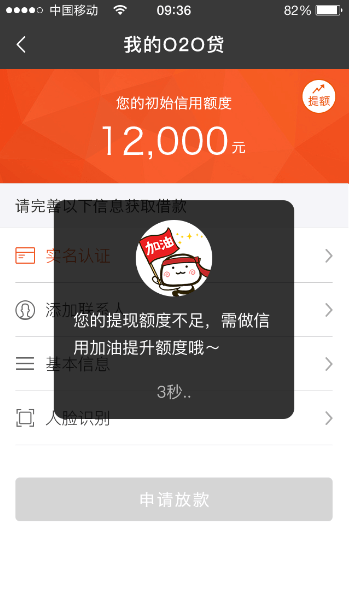 中国移动 09:36 82%
我的O2O贷
提额
您的初始信用额度
12,000元
请完善以下信息获取借款
实名认证
加油
添加联系人
您的提现额度不足，需做信
用加油提升额度哦～
基本信息
3秒..
人脸识别
申请放款